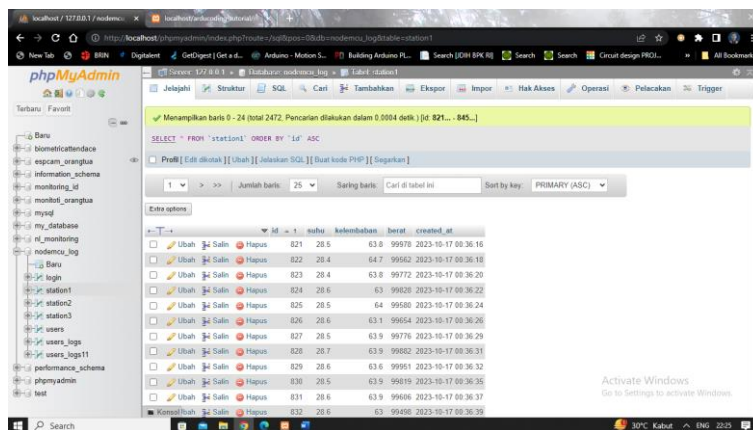 localhost / 127.0.0.1 / nodemc
localhost/arducoding/tutorial/
http://localhost/phpmyadmin/index.php?route=/sql&pos=0&db=nodemcu_log&table=station1
New Tab
BRIN
Digitalent
GetDigest | Get a d...
Arduino - Motion S...
Building Arduino PL...
Search [JDIH BPK RI]
Search
Search
Circuit design PROJ...
All Bookmark
phpMyAdmin
Terbaru Favorit
Baru
biometricattendace
espcam_orangtua
information_schema
monitoring_id
monitoti_orangtua
mysql
my_database
nl_monitoring
nodemcu_log
Baru
login
station1
station2
station3
users
users_logs
users_logs11
performance_schema
phpmyadmin
test
Server: 127.0.0.1 » Database: nodemcu_log » Tabel: station1
Jelajahi Struktur SQL Cari Tambahkan Ekspor Impor Hak Akses Operasi Pelacakan Trigger
Menampilkan baris 0 - 24 (total 2472, Pencarian dilakukan dalam 0,0004 detik.) [id: 821... - 845...]
SELECT * FROM `station1` ORDER BY `id` ASC
Profil [ Edit dikotak ] [ Ubah ] [ Jelaskan SQL ] [ Buat kode PHP ] [ Segarkan ]
1 > >> Jumlah baris: 25 Saring baris: Cari di tabel ini Sort by key: PRIMARY (ASC)
Extra options
id 1 suhu kelembaban berat created_at
Ubah Salin Hapus 821 28.5 63.8 99978 2023-10-17 00:36:16
Ubah Salin Hapus 822 28.4 64.7 99562 2023-10-17 00:36:18
Ubah Salin Hapus 823 28.4 63.8 99772 2023-10-17 00:36:20
Ubah Salin Hapus 824 28.6 63 99828 2023-10-17 00:36:22
Ubah Salin Hapus 825 28.5 64 99580 2023-10-17 00:36:24
Ubah Salin Hapus 826 28.6 63.1 99654 2023-10-17 00:36:26
Ubah Salin Hapus 827 28.5 63.9 99776 2023-10-17 00:36:29
Ubah Salin Hapus 828 28.7 63.9 99882 2023-10-17 00:36:31
Ubah Salin Hapus 829 28.6 63.6 99951 2023-10-17 00:36:32
Ubah Salin Hapus 830 28.5 63.9 99819 2023-10-17 00:36:35
Ubah Salin Hapus 831 28.6 63.9 99606 2023-10-17 00:36:37
Konsol Ubah Salin Hapus 832 28.6 63 99498 2023-10-17 00:36:39
Activate Windows
Go to Settings to activate Windows.
Search
30°C Kabut ENG 22:25